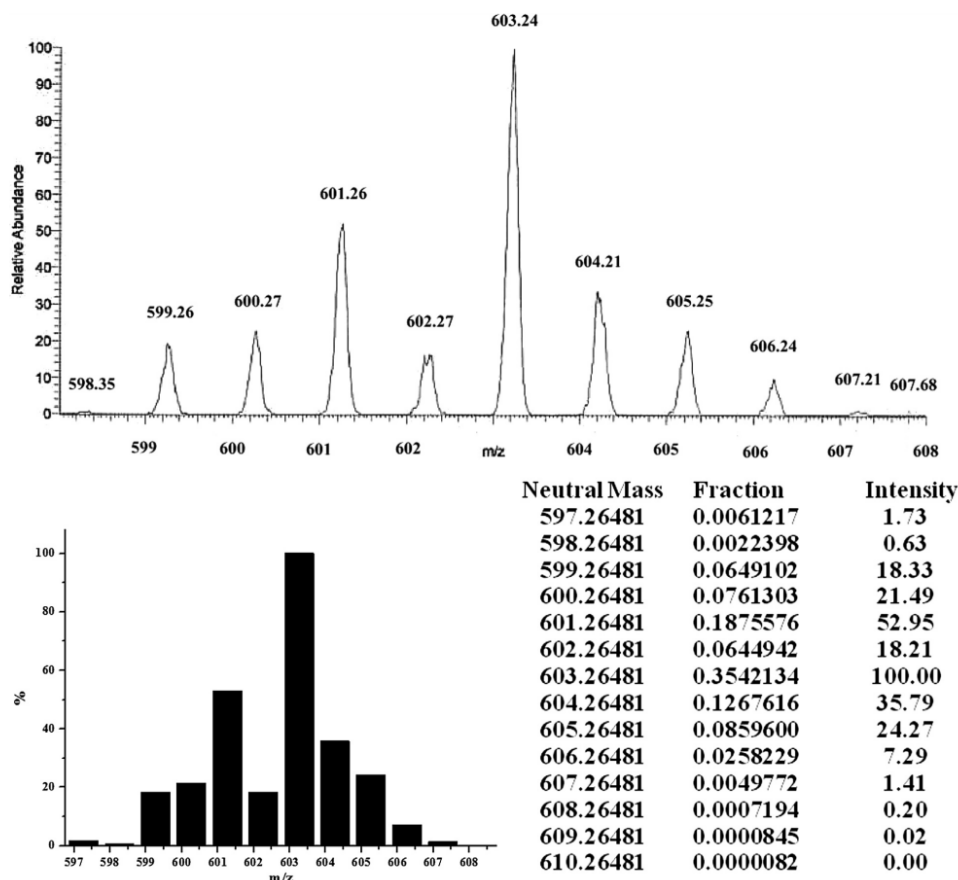 603.24
100
90
80
70
60
50
40
30
20
10
0
Relative Abundance
598.35
599.26
600.27
601.26
602.27
604.21
605.25
606.24
607.21
607.68
599
600
601
602
m/z
604
605
606
607
608
Neutral Mass Fraction Intensity
597.26481 0.0061217 1.73
598.26481 0.0022398 0.63
599.26481 0.0649102 18.33
600.26481 0.0761303 21.49
601.26481 0.1875576 52.95
602.26481 0.0644942 18.21
603.26481 0.3542134 100.00
604.26481 0.1267616 35.79
605.26481 0.0859600 24.27
606.26481 0.0258229 7.29
607.26481 0.0049772 1.41
608.26481 0.0007194 0.20
609.26481 0.0000845 0.02
610.26481 0.0000082 0.00
100
80
60
40
20
0
%
597
598
599
600
601
602
603
604
605
606
607
608
m/z